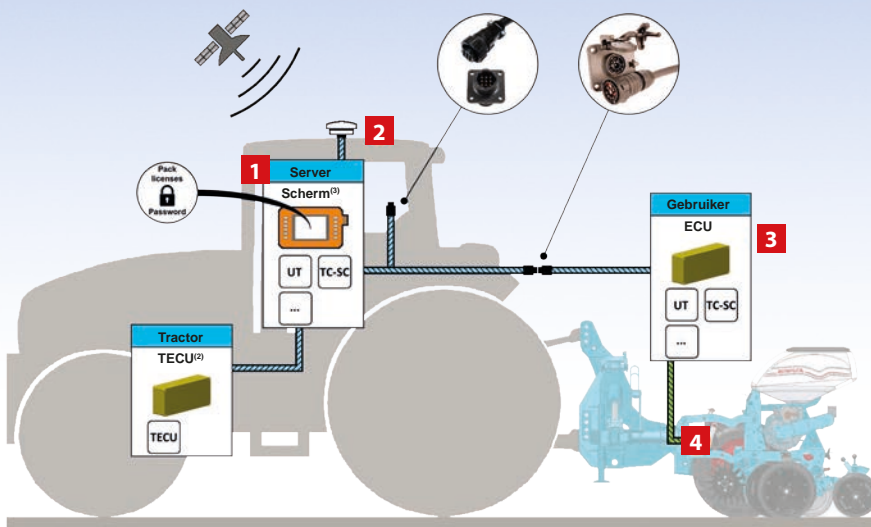 2
1
Server
Scherm(3)
UT
TC-SC
...
Pack
licenses
Password
Gebruiker
3
ECU
UT
TC-SC
...
Tractor
TECU(2)
TECU
4